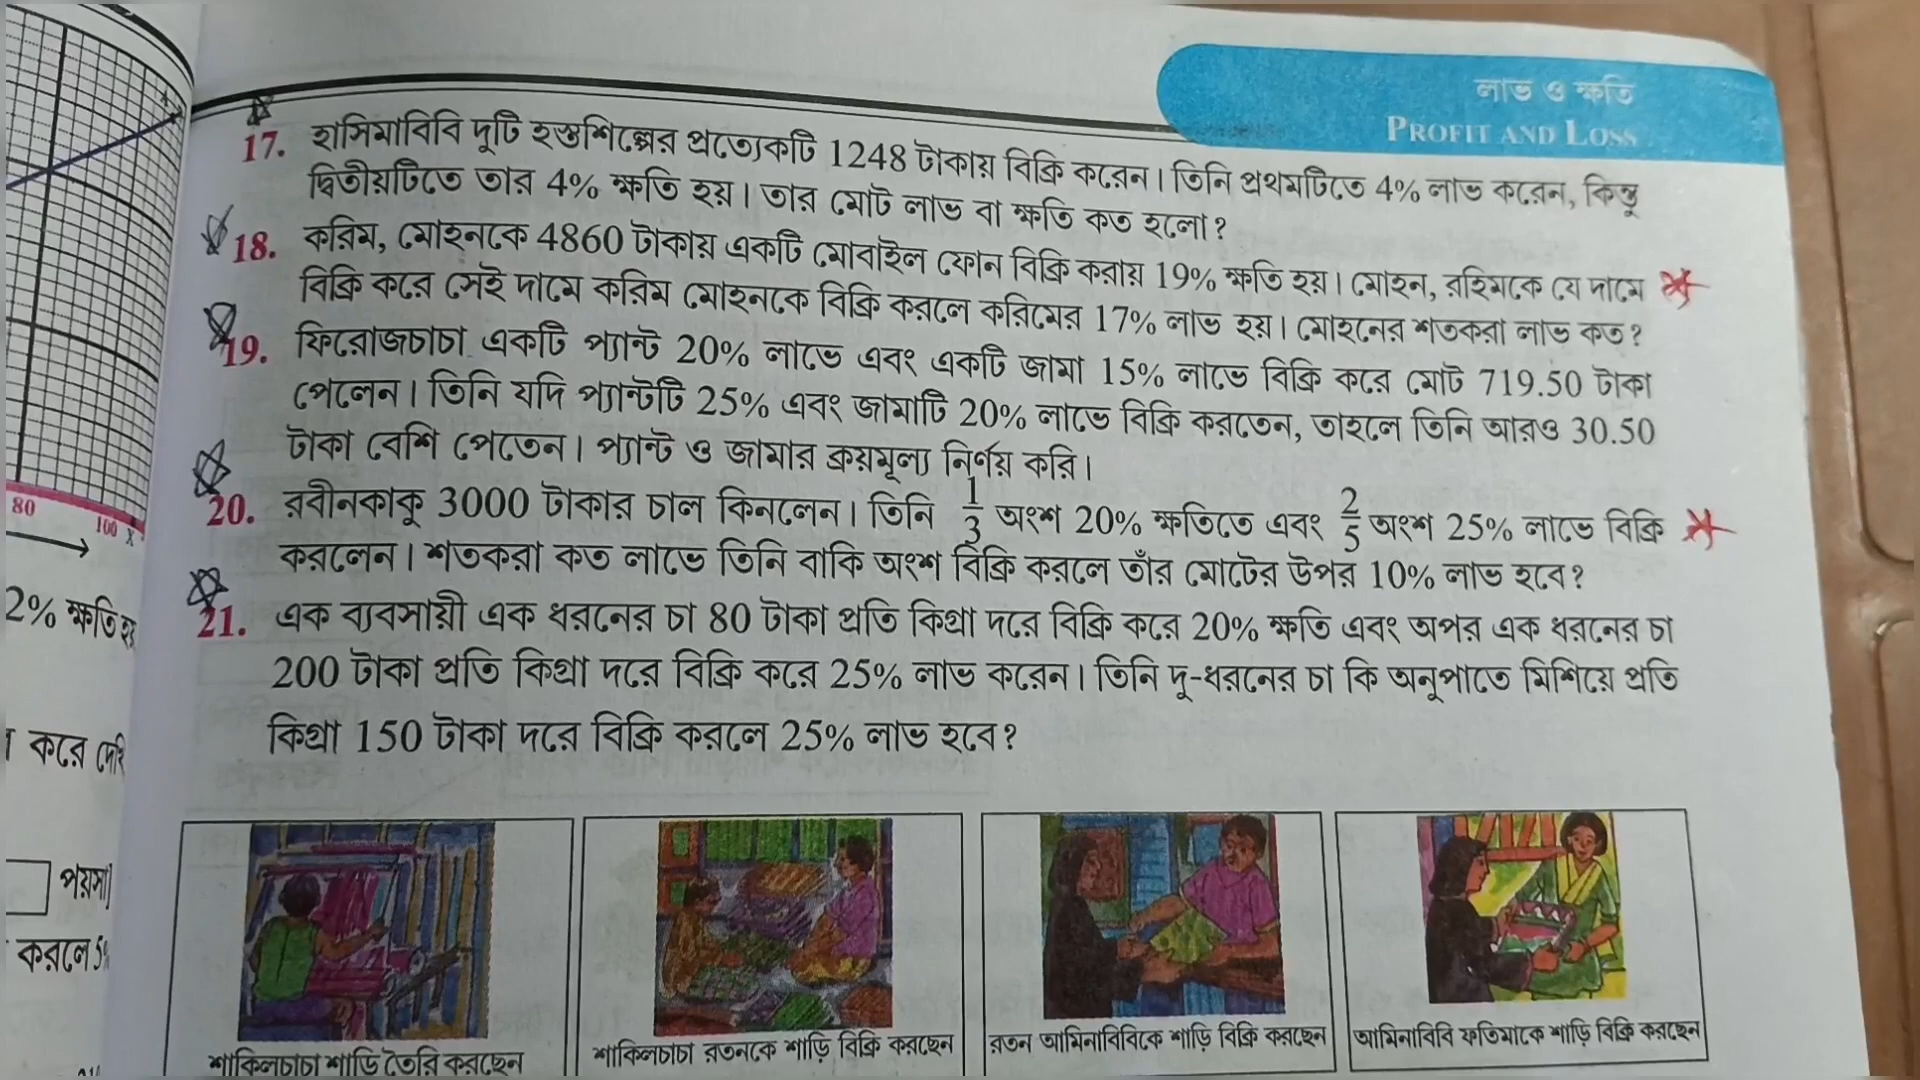 লাভ ও ক্ষতি
PROFIT AND LOSS
17. হাসিমাবিবি দুটি হস্তশিল্পের প্রত্যেকটি 1248 টাকায় বিক্রি করেন। তিনি প্রথমটিতে 4% লাভ করেন, কিন্তু
দ্বিতীয়টিতে তার 4% ক্ষতি হয়। তার মোট লাভ বা ক্ষতি কত হলো?
18. করিম, মোহনকে 4860 টাকায় একটি মোবাইল ফোন বিক্রি করায় 19% ক্ষতি হয়। মোহন, রহিমকে যে দামে
বিক্রি করে সেই দামে করিম মোহনকে বিক্রি করলে করিমের 17% লাভ হয়। মোহনের শতকরা লাভ কত?
19. ফিরোজচাচা একটি প্যান্ট 20% লাভে এবং একটি জামা 15% লাভে বিক্রি করে মোট 719.50 টাকা
পেলেন। তিনি যদি প্যান্টটি 25% এবং জামাটি 20% লাভে বিক্রি করতেন, তাহলে তিনি আরও 30.50
টাকা বেশি পেতেন। প্যান্ট ও জামার ক্রয়মূল্য নির্ণয় করি।
20. রবীনকাকু 3000 টাকার চাল কিনলেন। তিনি 1/3 অংশ 20% ক্ষতিতে এবং 2/5 অংশ 25% লাভে বিক্রি
করলেন। শতকরা কত লাভে তিনি বাকি অংশ বিক্রি করলে তাঁর মোটের উপর 10% লাভ হবে?
21. এক ব্যবসায়ী এক ধরনের চা 80 টাকা প্রতি কিগ্রা দরে বিক্রি করে 20% ক্ষতি এবং অপর এক ধরনের চা
200 টাকা প্রতি কিগ্রা দরে বিক্রি করে 25% লাভ করেন। তিনি দু-ধরনের চা কি অনুপাতে মিশিয়ে প্রতি
কিগ্রা 150 টাকা দরে বিক্রি করলে 25% লাভ হবে?
80
100 X
2% ক্ষতি হয়
করে দেখি
পয়সা]
করলে 5%
শাকিলচাচা শাড়ি তৈরি করছেন
শাকিলচাচা রতনকে শাড়ি বিক্রি করছেন
রতন আমিনাবিবিকে শাড়ি বিক্রি করছেন
আমিনাবিবি ফতিমাকে শাড়ি বিক্রি করছেন